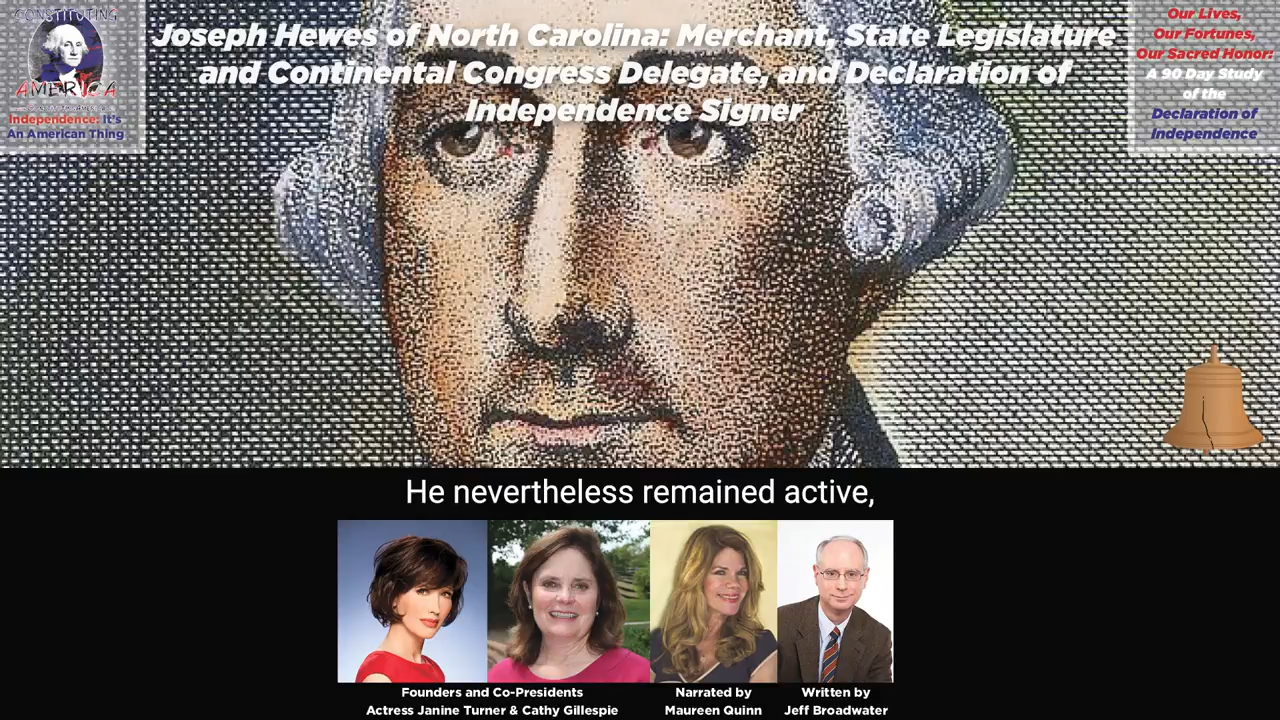 CONSTITUTING
AMERICA
Independence: It's
An American Thing
Joseph Hewes of North Carolina: Merchant, State Legislature
and Continental Congress Delegate, and Declaration of
Independence Signer
Our Lives,
Our Fortunes,
Our Sacred Honor:
A 90 Day Study
of the
Declaration of
Independence
He nevertheless remained active,
Founders and Co-Presidents
Actress Janine Turner & Cathy Gillespie
Narrated by
Maureen Quinn
Written by
Jeff Broadwater